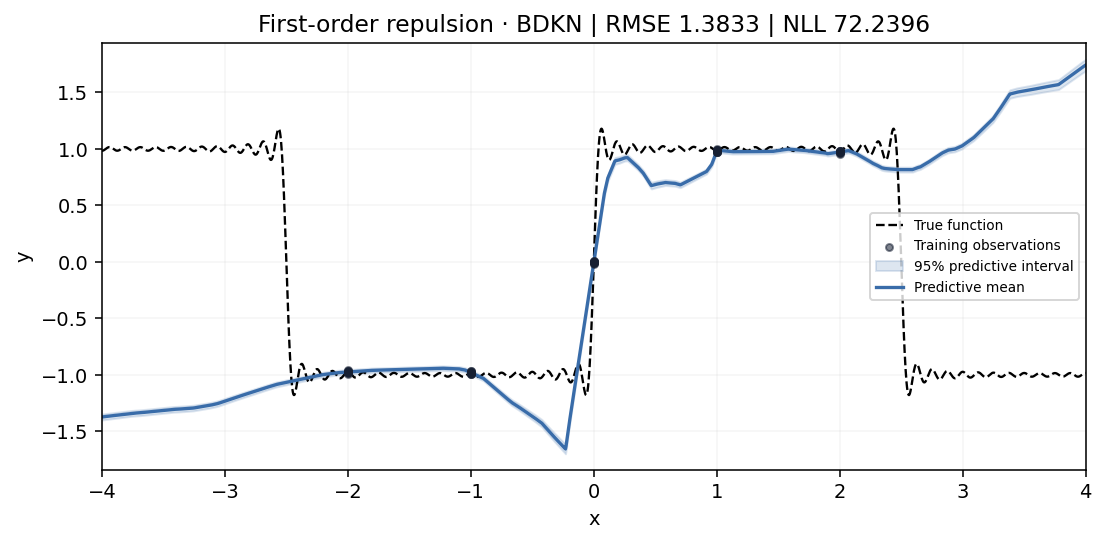 First-order repulsion · BDKN | RMSE 1.3833 | NLL 72.2396
y
1.5
1.0
0.5
0.0
−0.5
−1.0
−1.5
True function
Training observations
95% predictive interval
Predictive mean
−4
−3
−2
−1
0
1
2
3
4
x